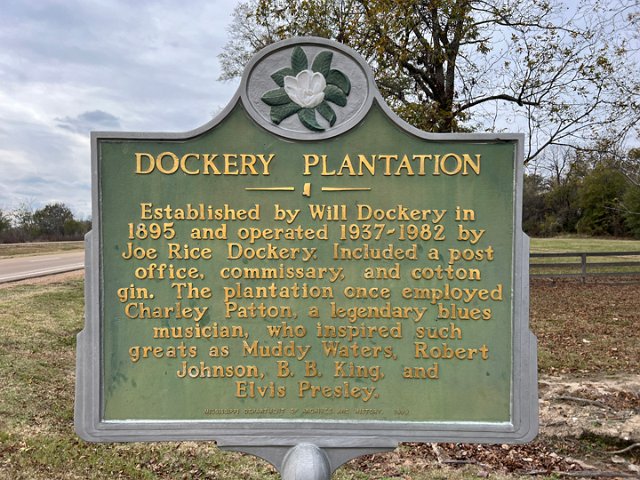 DOCKERY PLANTATION
Established by Will Dockery in
1895 and operated 1937-1982 by
Joe Rice Dockery. Included a post
office, commissary, and cotton
gin. The plantation once employed
Charley Patton, a legendary blues
musician, who inspired such
greats as Muddy Waters, Robert
Johnson, B. B. King, and
Elvis Presley.
MISSISSIPPI DEPARTMENT OF ARCHIVES AND HISTORY,